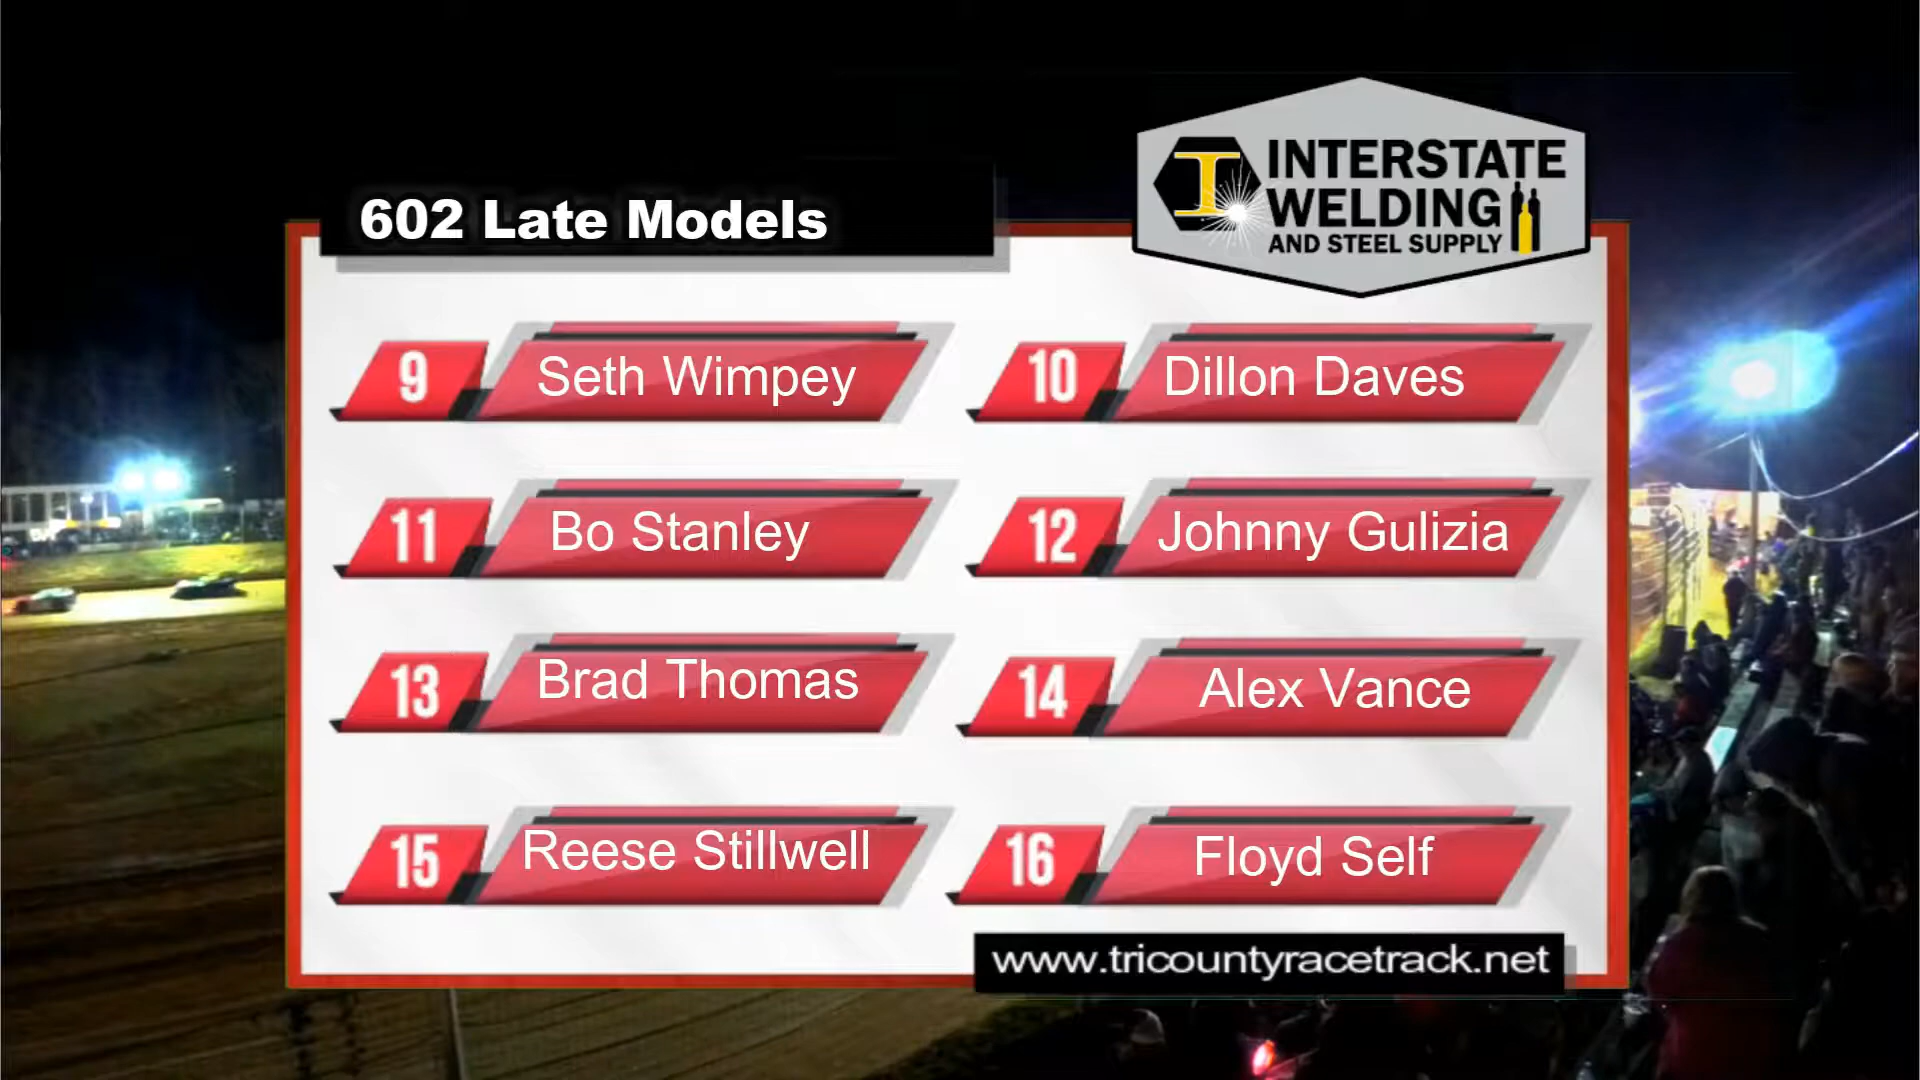 602 Late Models
INTERSTATE
WELDING
AND STEEL SUPPLY
9 Seth Wimpey
10 Dillon Daves
11 Bo Stanley
12 Johnny Gulizia
13 Brad Thomas
14 Alex Vance
15 Reese Stillwell
16 Floyd Self
www.tricountyracetrack.net